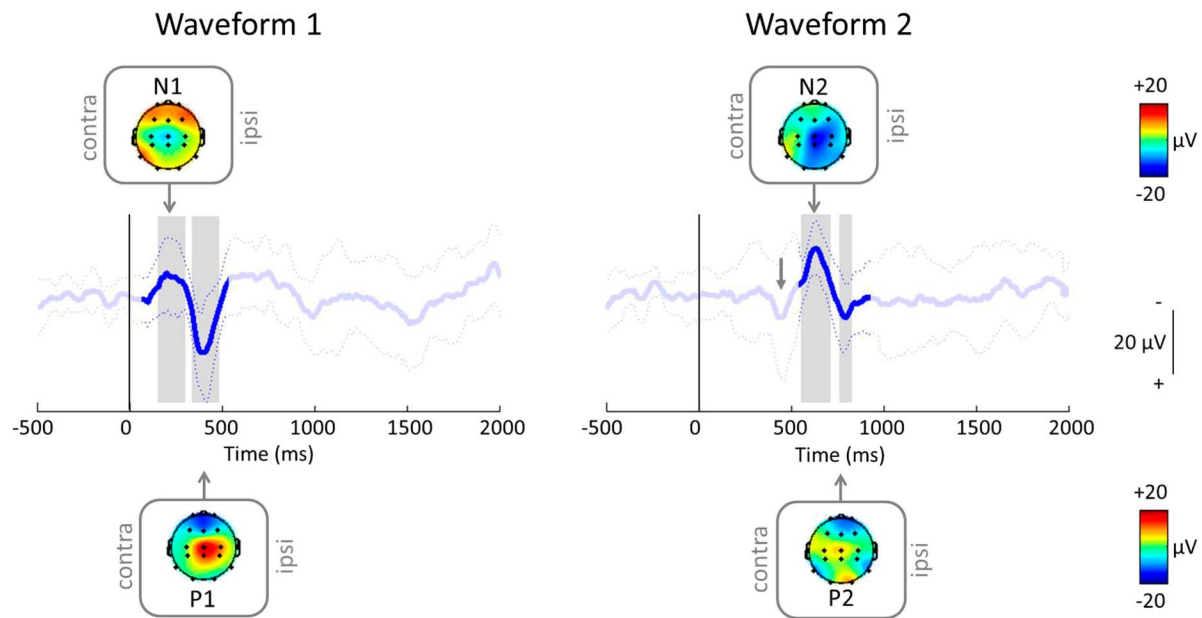 Waveform 1
Waveform 2
contra
N1
ipsi
contra
N2
ipsi
+20
μV
-20
-
20 μV
+
-500
0
500
1000
1500
2000
Time (ms)
-500
0
500
1000
1500
2000
Time (ms)
contra
P1
ipsi
contra
P2
ipsi
+20
μV
-20